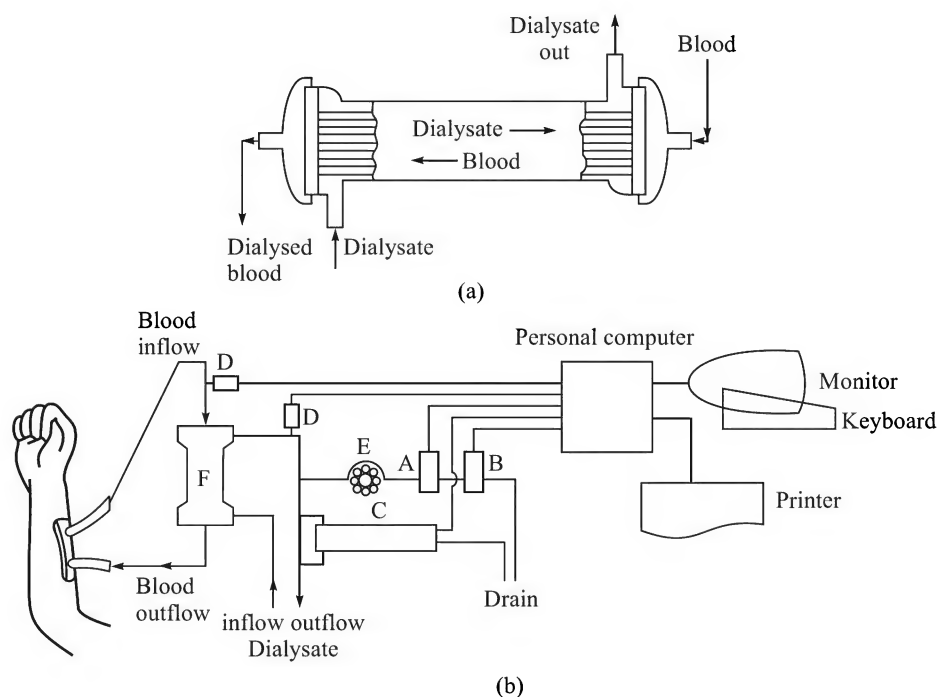 Dialysate
out
Blood
Dialysate
Blood
Dialysed
blood
Dialysate
(a)
Blood
inflow
Personal computer
D
Monitor
D
Keyboard
E
A
B
F
C
Printer
Blood
outflow
Drain
inflow outflow
Dialysate
(b)